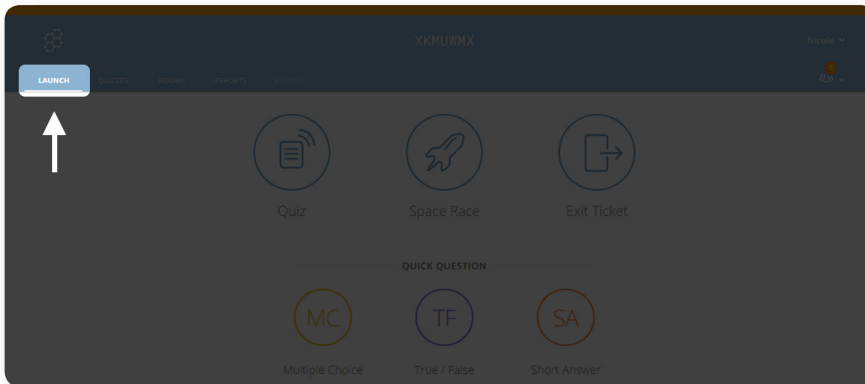 XKMUWMX
Nicole
LAUNCH QUIZZES ROOMS REPORTS
0
Quiz Space Race Exit Ticket
QUICK QUESTION
MC TF SA
Multiple Choice True / False Short Answer